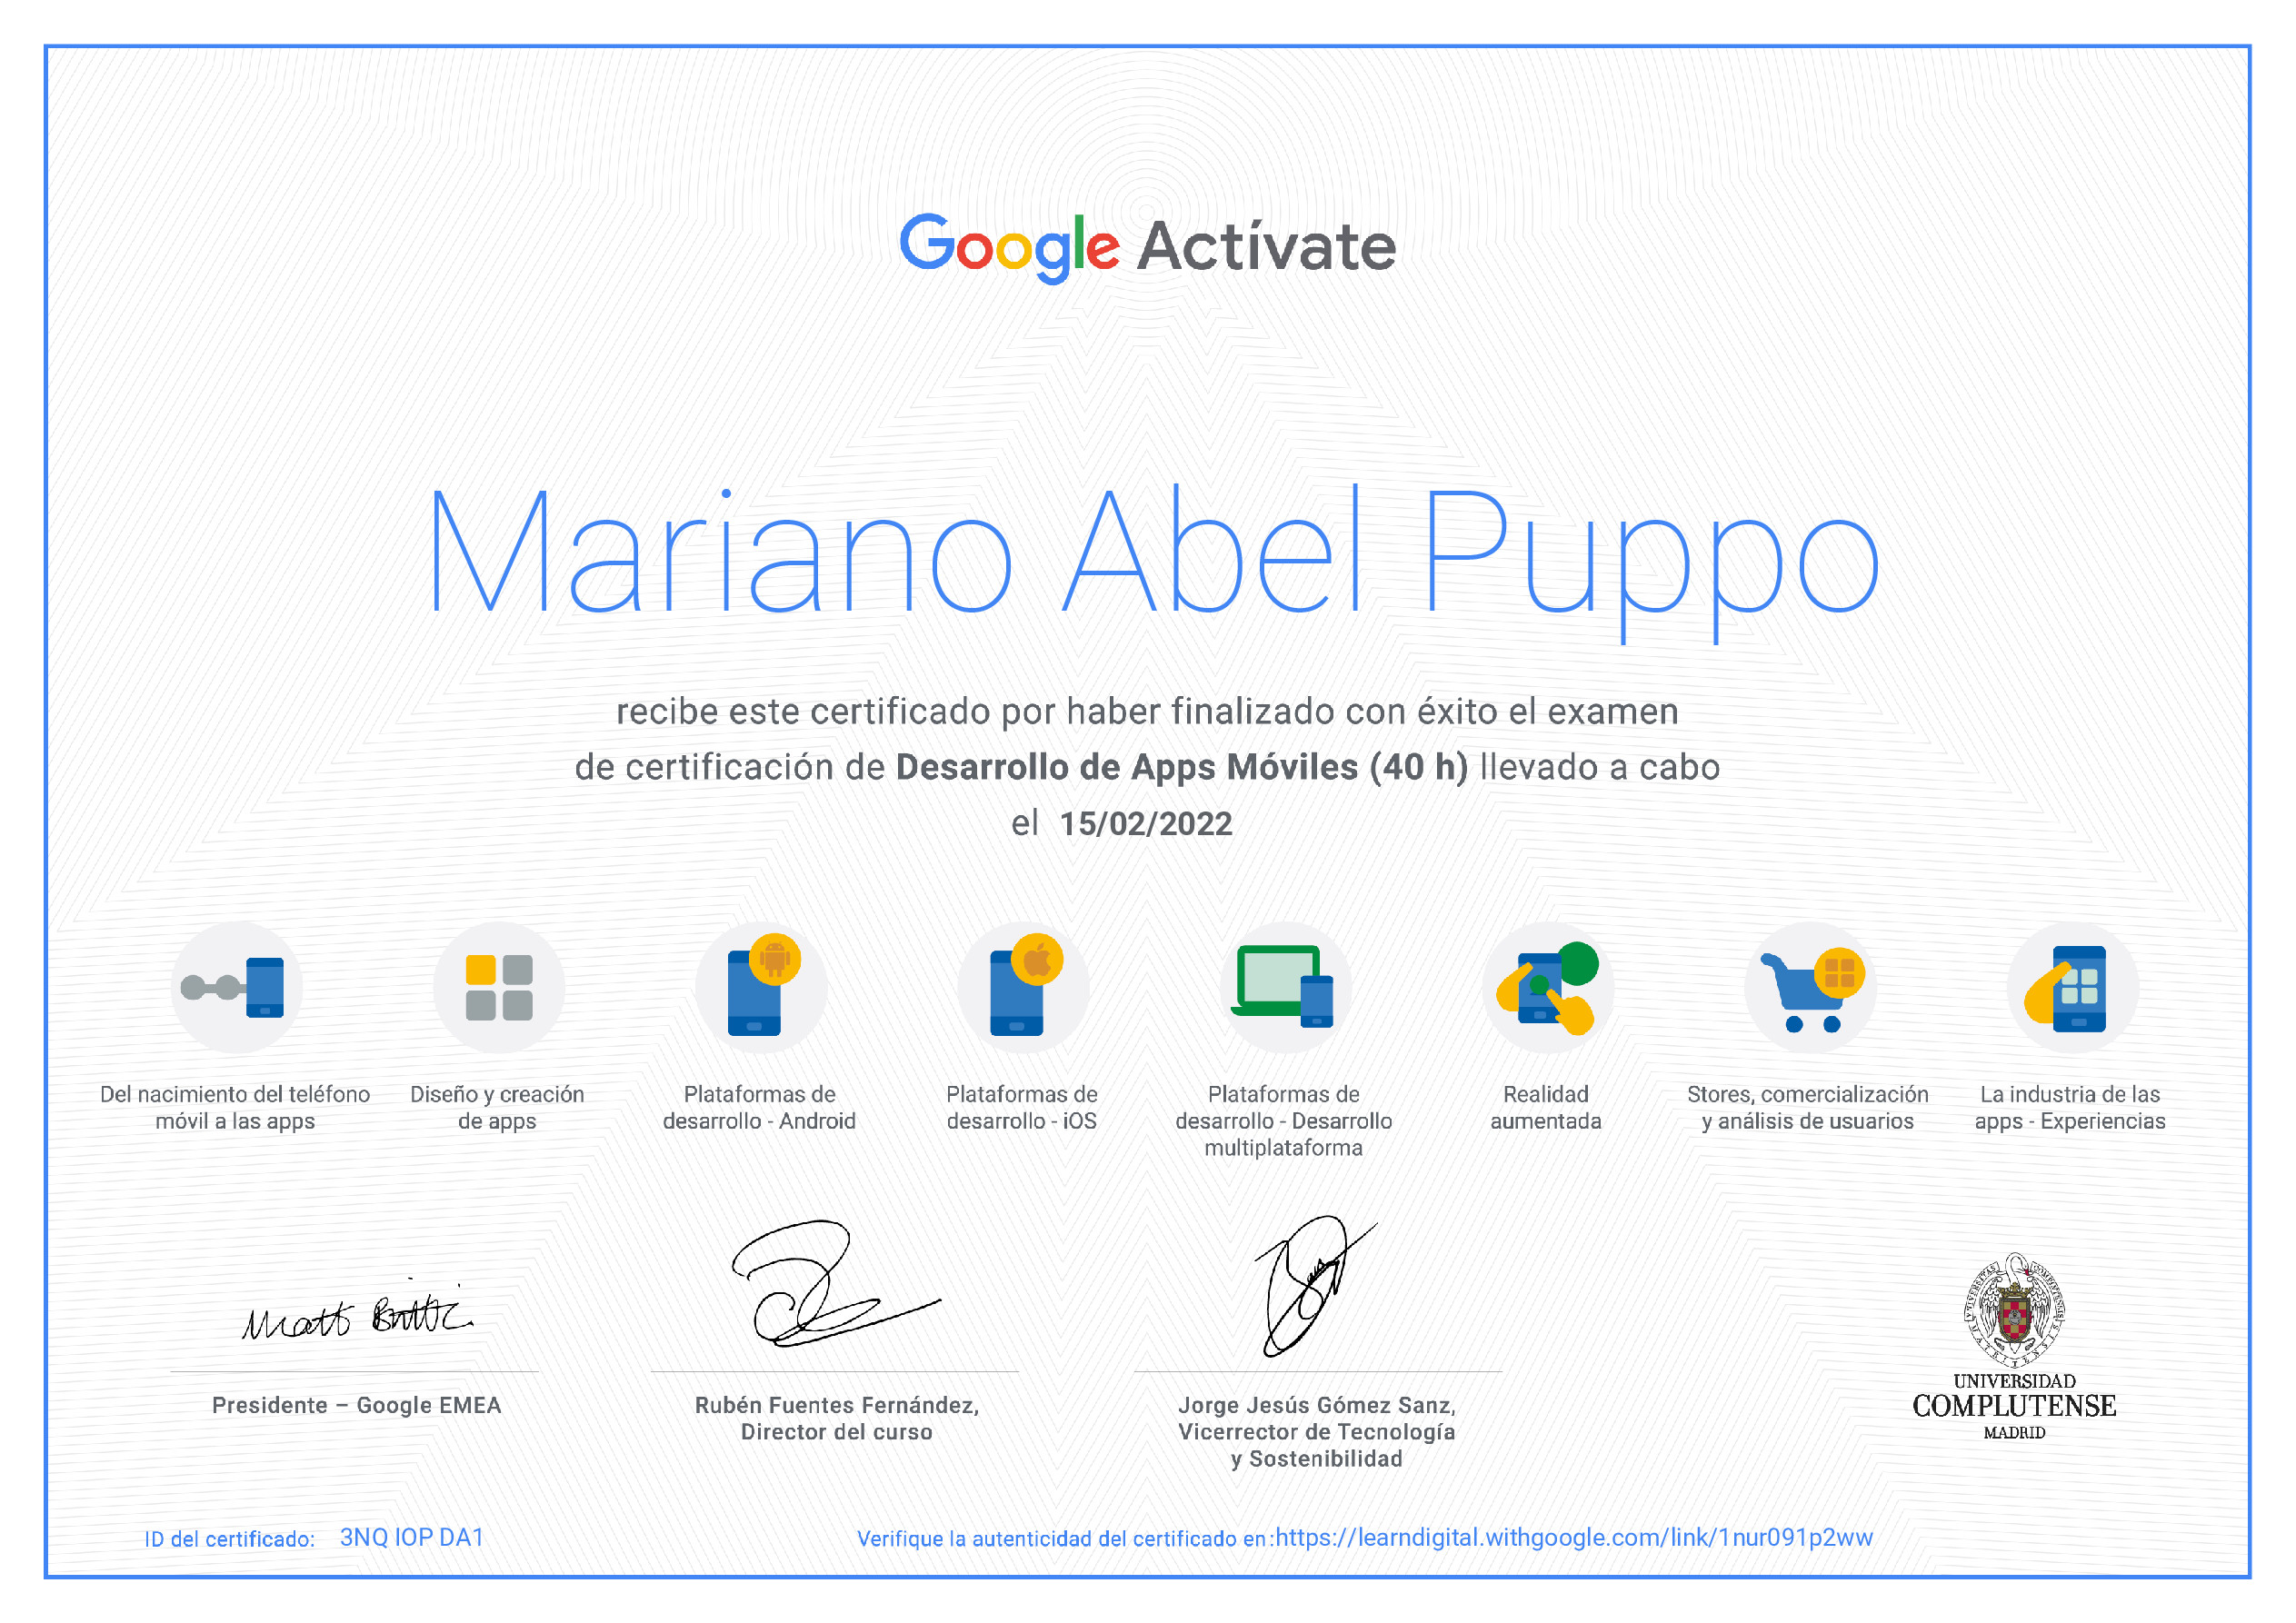 Google Actívate
Mariano Abel Puppo
recibe este certificado por haber finalizado con éxito el examen
de certificación de Desarrollo de Apps Móviles (40 h) llevado a cabo
el 15/02/2022
Del nacimiento del teléfono
móvil a las apps
Diseño y creación
de apps
Plataformas de
desarrollo - Android
Plataformas de
desarrollo - iOS
Plataformas de
desarrollo - Desarrollo
multiplataforma
Realidad
aumentada
Stores, comercialización
y análisis de usuarios
La industria de las
apps - Experiencias
Presidente – Google EMEA
Rubén Fuentes Fernández,
Director del curso
Jorge Jesús Gómez Sanz,
Vicerrector de Tecnología
y Sostenibilidad
UNIVERSIDAD
COMPLUTENSE
MADRID
ID del certificado: 3NQ IOP DA1
Verifique la autenticidad del certificado en:https://learndigital.withgoogle.com/link/1nur091p2ww